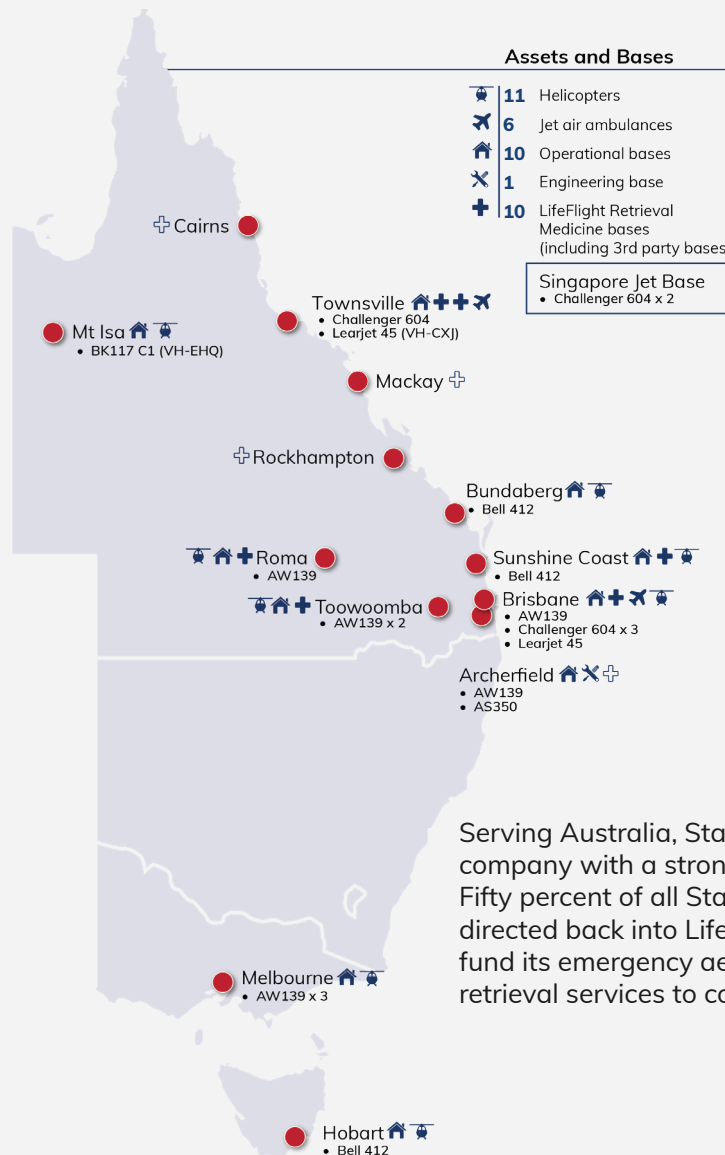 Assets and Bases
11 Helicopters
6 Jet air ambulances
10 Operational bases
1 Engineering base
10 LifeFlight Retrieval
Medicine bases
(including 3rd party bases
Singapore Jet Base
• Challenger 604 x 2
Cairns
Townsville
• Challenger 604
• Learjet 45 (VH-CXJ)
Mt Isa
• BK117 C1 (VH-EHQ)
Mackay
Rockhampton
Bundaberg
• Bell 412
Roma
• AW139
Sunshine Coast
• Bell 412
Toowoomba
• AW139 x 2
Brisbane
• AW139
• Challenger 604 x 3
• Learjet 45
Archerfield
• AW139
• AS350
Serving Australia, Sta
company with a stron
Fifty percent of all Sta
directed back into Life
fund its emergency ae
retrieval services to co
Melbourne
• AW139 x 3
Hobart
• Bell 412